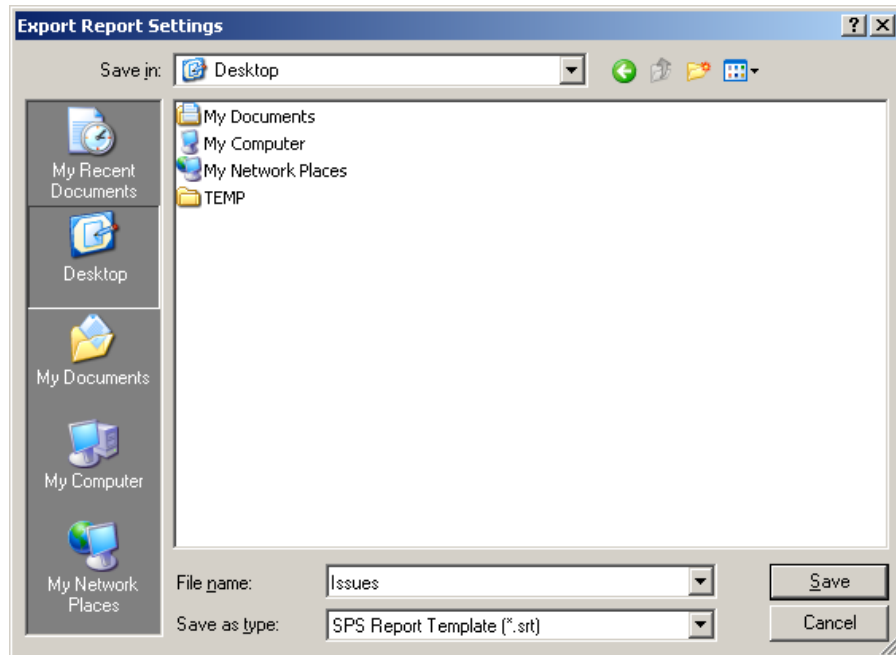 Export Report Settings
Save in:
Desktop
My Recent
Documents
Desktop
My Documents
My Computer
My Network
Places
My Documents
My Computer
My Network Places
TEMP
File name:
Issues
Save
Save as type:
SPS Report Template (*.srt)
Cancel